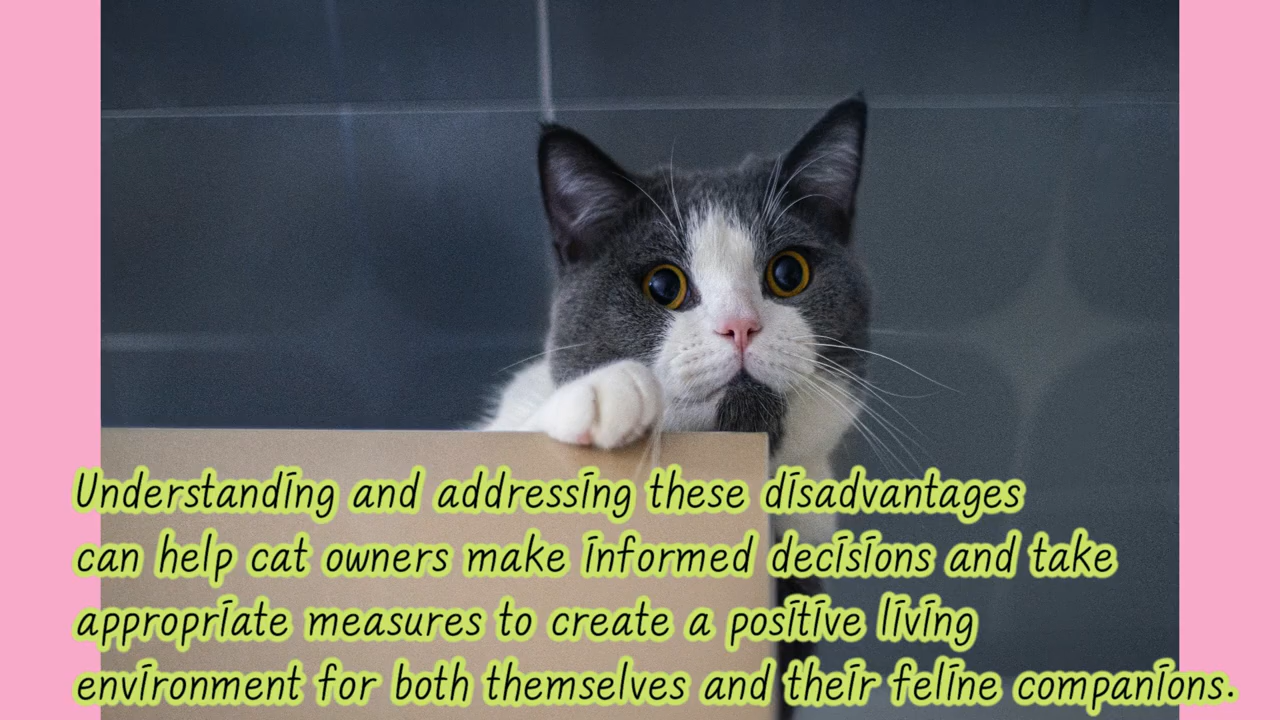 Understanding and addressing these disadvantages
can help cat owners make informed decisions and take
appropriate measures to create a positive living
environment for both themselves and their feline companions.